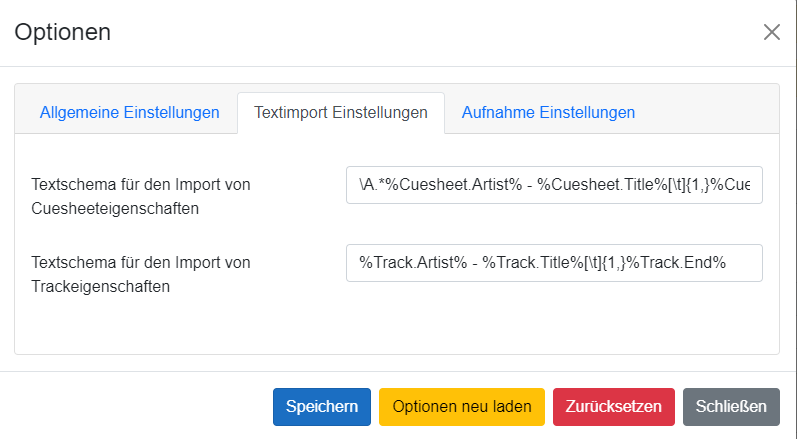 Optionen
Allgemeine Einstellungen Textimport Einstellungen Aufnahme Einstellungen
Textschema für den Import von
Cuesheeteigenschaften
\A.*%Cuesheet.Artist% - %Cuesheet.Title%[\t]{1,}%Cue
Textschema für den Import von
Trackeigenschaften
%Track.Artist% - %Track.Title%[\t]{1,}%Track.End%
Speichern Optionen neu laden Zurücksetzen Schließen